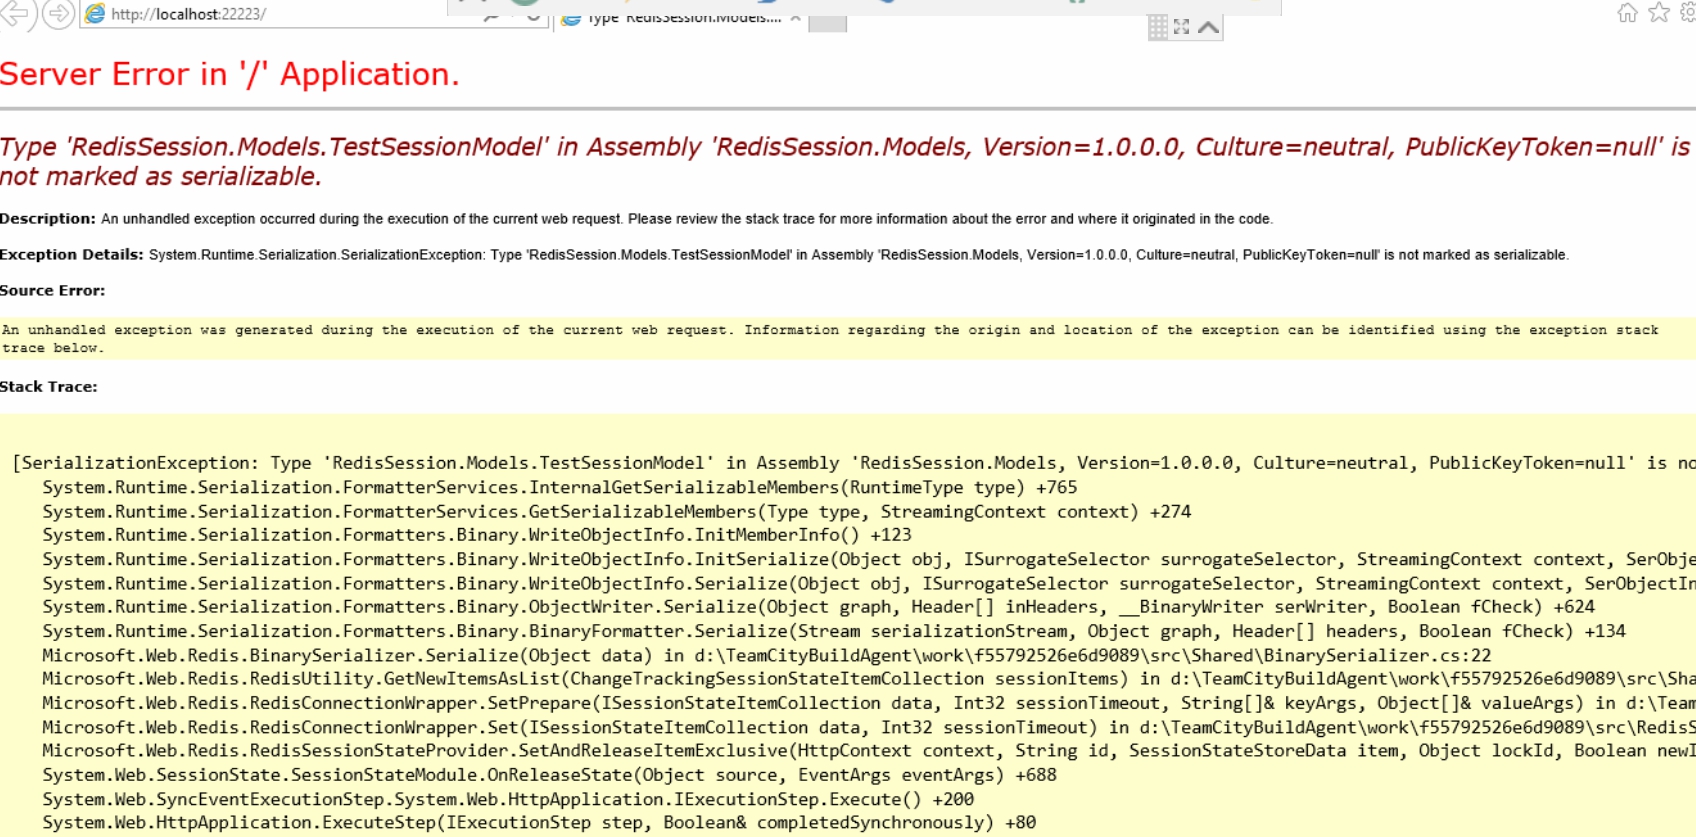 http://localhost:22223/
Type 'RedisSession.Models....
Server Error in '/' Application.
Type 'RedisSession.Models.TestSessionModel' in Assembly 'RedisSession.Models, Version=1.0.0.0, Culture=neutral, PublicKeyToken=null' is
not marked as serializable.
Description: An unhandled exception occurred during the execution of the current web request. Please review the stack trace for more information about the error and where it originated in the code.
Exception Details: System.Runtime.Serialization.SerializationException: Type 'RedisSession.Models.TestSessionModel' in Assembly 'RedisSession.Models, Version=1.0.0.0, Culture=neutral, PublicKeyToken=null' is not marked as serializable.
Source Error:
An unhandled exception was generated during the execution of the current web request. Information regarding the origin and location of the exception can be identified using the exception stack
trace below.
Stack Trace:
[SerializationException: Type 'RedisSession.Models.TestSessionModel' in Assembly 'RedisSession.Models, Version=1.0.0.0, Culture=neutral, PublicKeyToken=null' is no
System.Runtime.Serialization.FormatterServices.InternalGetSerializableMembers(RuntimeType type) +765
System.Runtime.Serialization.FormatterServices.GetSerializableMembers(Type type, StreamingContext context) +274
System.Runtime.Serialization.Formatters.Binary.WriteObjectInfo.InitMemberInfo() +123
System.Runtime.Serialization.Formatters.Binary.WriteObjectInfo.InitSerialize(Object obj, ISurrogateSelector surrogateSelector, StreamingContext context, SerObje
System.Runtime.Serialization.Formatters.Binary.WriteObjectInfo.Serialize(Object obj, ISurrogateSelector surrogateSelector, StreamingContext context, SerObjectIn
System.Runtime.Serialization.Formatters.Binary.ObjectWriter.Serialize(Object graph, Header[] inHeaders, __BinaryWriter serWriter, Boolean fCheck) +624
System.Runtime.Serialization.Formatters.Binary.BinaryFormatter.Serialize(Stream serializationStream, Object graph, Header[] headers, Boolean fCheck) +134
Microsoft.Web.Redis.BinarySerializer.Serialize(Object data) in d:\TeamCityBuildAgent\work\f55792526e6d9089\src\Shared\BinarySerializer.cs:22
Microsoft.Web.Redis.RedisUtility.GetNewItemsAsList(ChangeTrackingSessionStateItemCollection sessionItems) in d:\TeamCityBuildAgent\work\f55792526e6d9089\src\Sha
Microsoft.Web.Redis.RedisConnectionWrapper.SetPrepare(ISessionStateItemCollection data, Int32 sessionTimeout, String[]& keyArgs, Object[]& valueArgs) in d:\Team
Microsoft.Web.Redis.RedisConnectionWrapper.Set(ISessionStateItemCollection data, Int32 sessionTimeout) in d:\TeamCityBuildAgent\work\f55792526e6d9089\src\RedisS
Microsoft.Web.Redis.RedisSessionStateProvider.SetAndReleaseItemExclusive(HttpContext context, String id, SessionStateStoreData item, Object lockId, Boolean newI
System.Web.SessionState.SessionStateModule.OnReleaseState(Object source, EventArgs eventArgs) +688
System.Web.SyncEventExecutionStep.System.Web.HttpApplication.IExecutionStep.Execute() +200
System.Web.HttpApplication.ExecuteStep(IExecutionStep step, Boolean& completedSynchronously) +80